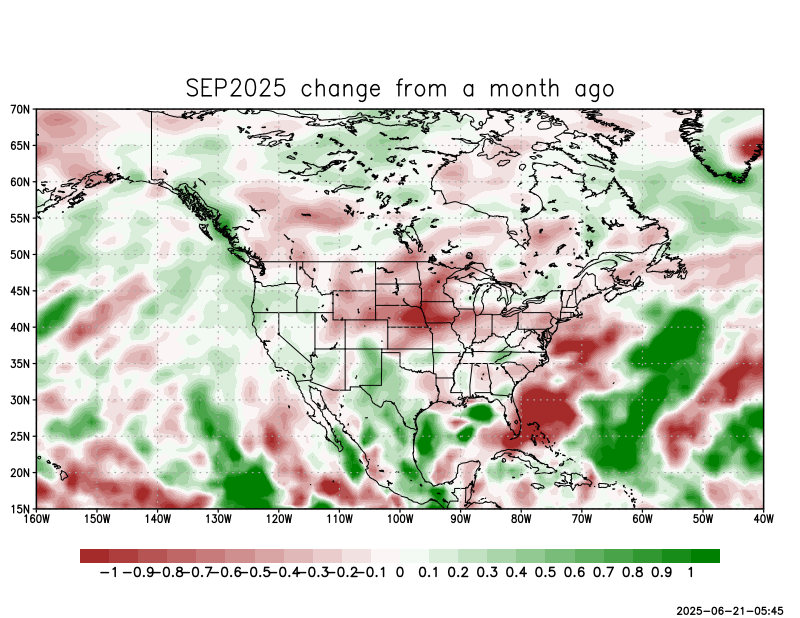 SEP2025 change from a month ago
70N
65N
60N
55N
50N
45N
40N
35N
30N
25N
20N
15N
160W 150W 140W 130W 120W 110W 100W 90W 80W 70W 60W 50W 40W
-1 -0.9 -0.8 -0.7 -0.6 -0.5 -0.4 -0.3 -0.2 -0.1 0 0.1 0.2 0.3 0.4 0.5 0.6 0.7 0.8 0.9 1
2025-06-21-05:45